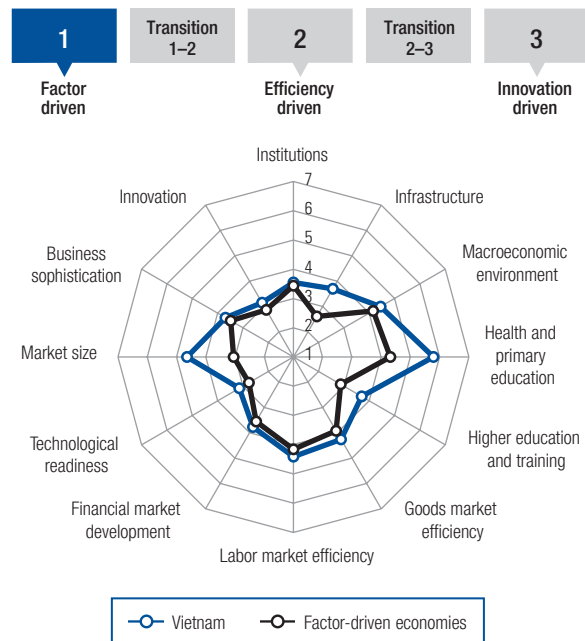 1
Transition
1–2
2
Transition
2–3
3
Factor
driven
Efficiency
driven
Innovation
driven
Institutions
7
6
5
4
3
2
1
Infrastructure
Macroeconomic
environment
Health and
primary
education
Higher education
and training
Goods market
efficiency
Labor market efficiency
Financial market
development
Technological
readiness
Market size
Business
sophistication
Innovation
Vietnam
Factor-driven economies